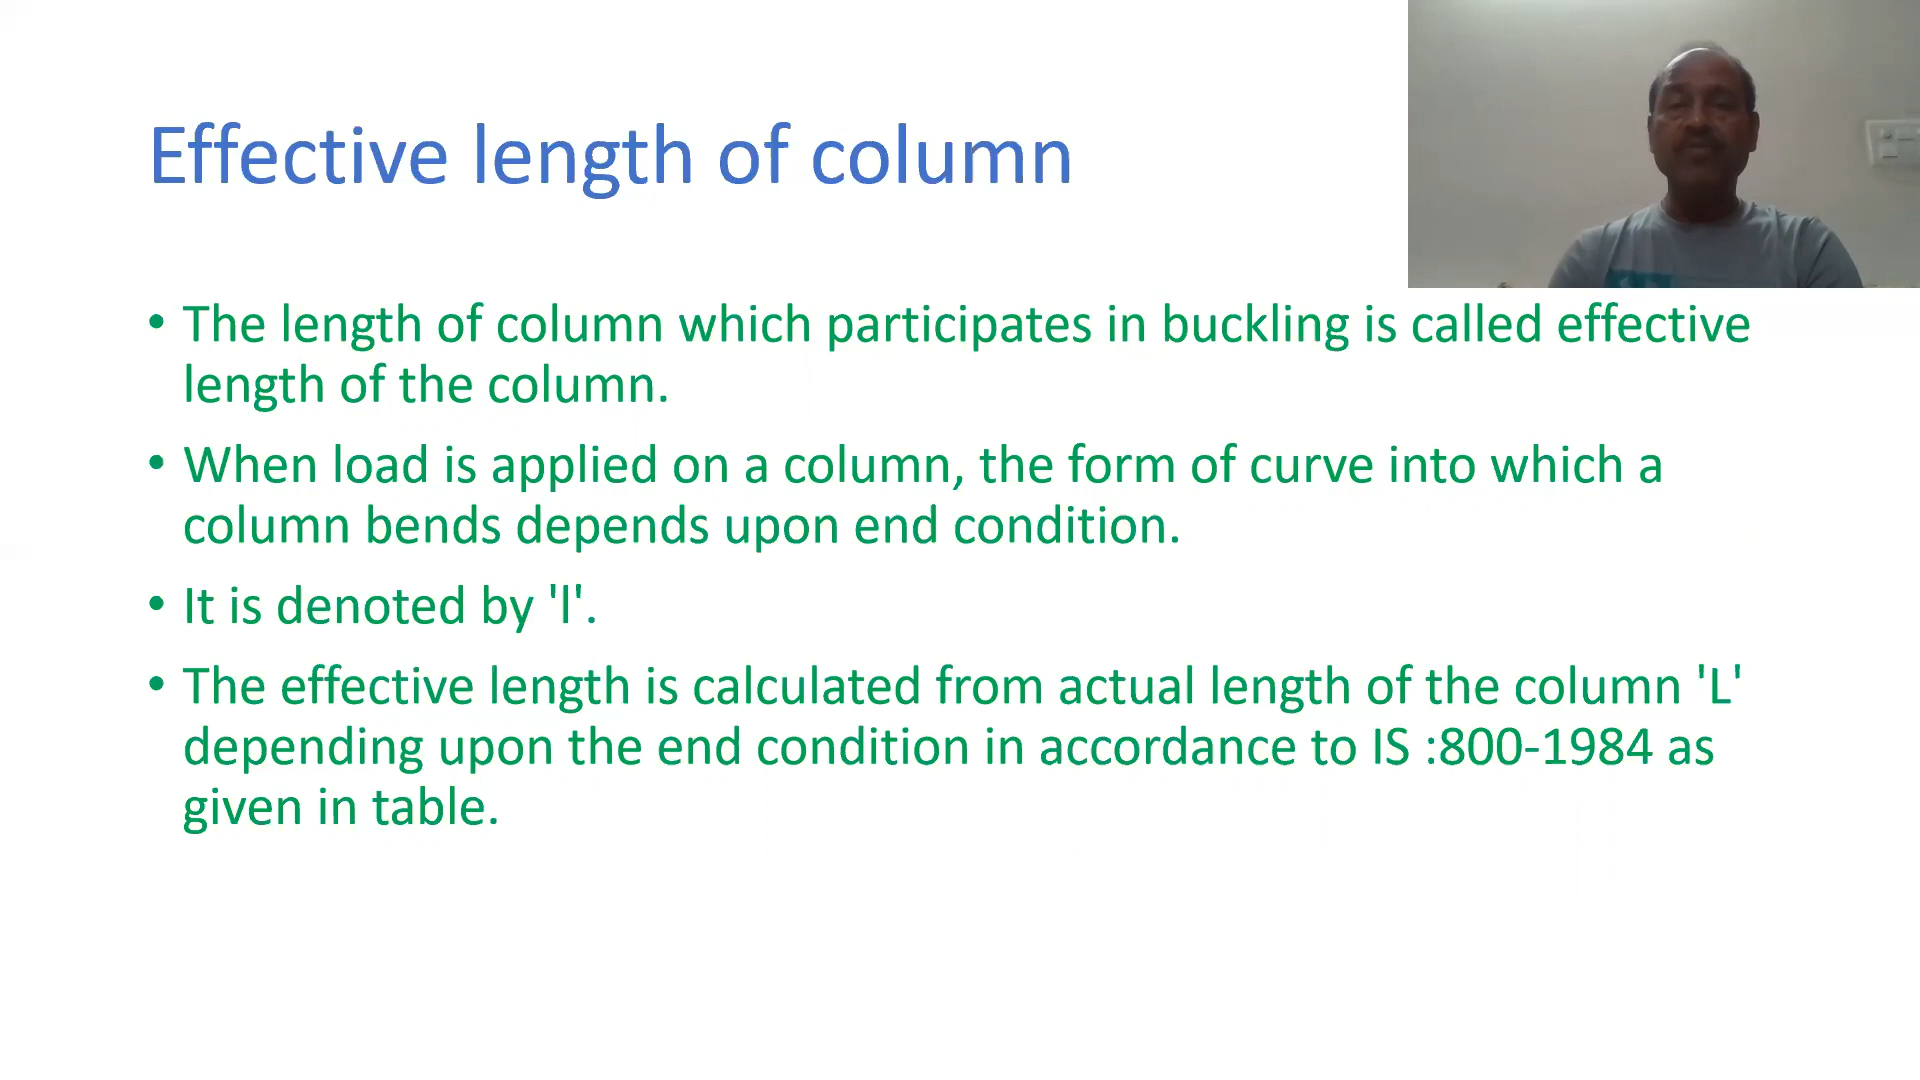 Effective length of column
• The length of column which participates in buckling is called effective
length of the column.
• When load is applied on a column, the form of curve into which a
column bends depends upon end condition.
• It is denoted by 'l'.
• The effective length is calculated from actual length of the column 'L'
depending upon the end condition in accordance to IS :800-1984 as
given in table.